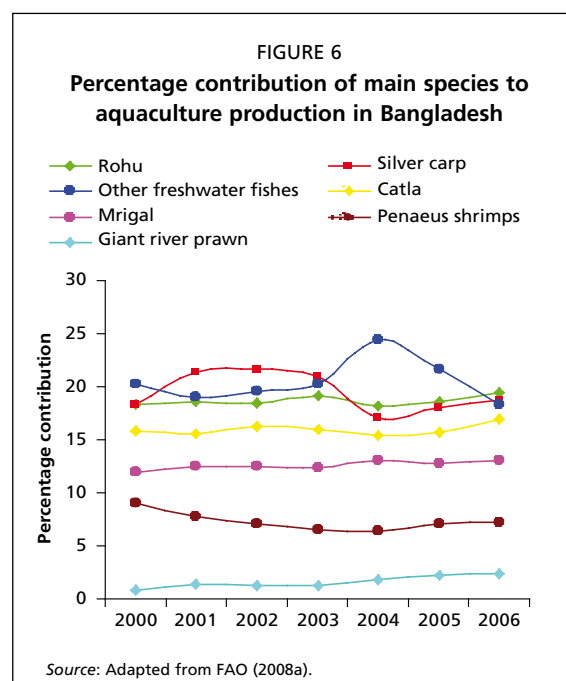 FIGURE 6
Percentage contribution of main species to
aquaculture production in Bangladesh
Rohu
Silver carp
Other freshwater fishes
Catla
Mrigal
Penaeus shrimps
Giant river prawn
30
25
20
15
10
5
0
Percentage contribution
2000 2001 2002 2003 2004 2005 2006
Source: Adapted from FAO (2008a).